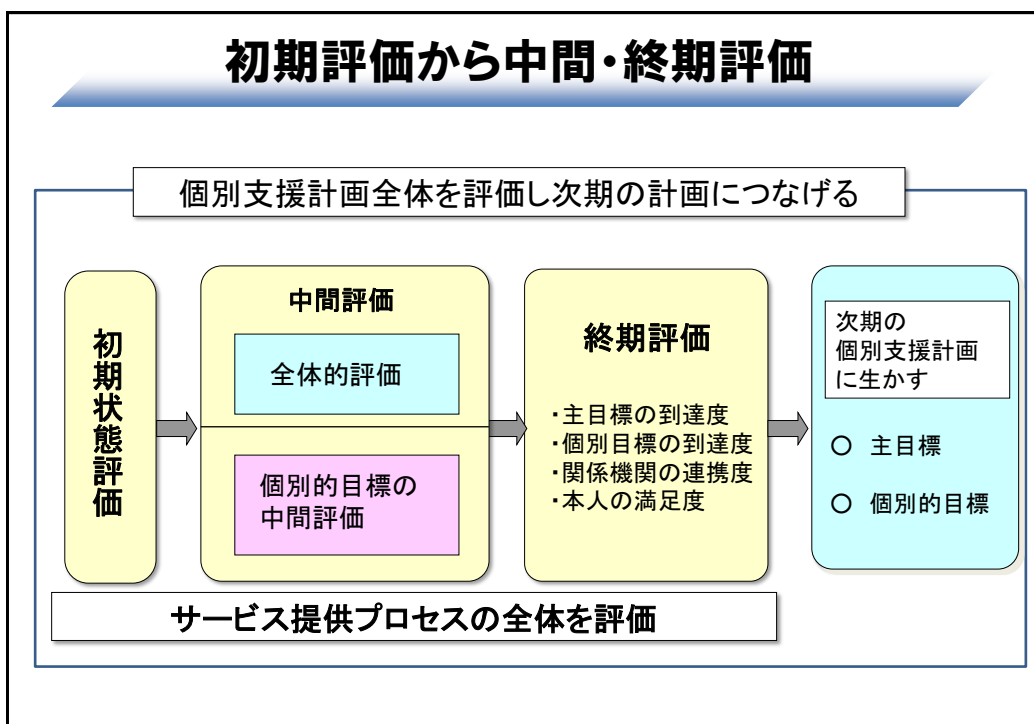 初期評価から中間・終期評価
個別支援計画全体を評価し次期の計画につなげる
初期状態評価
中間評価
全体的評価
個別的目標の
中間評価
終期評価
・主目標の到達度
・個別目標の到達度
・関係機関の連携度
・本人の満足度
次期の
個別支援計画
に生かす
○ 主目標
○ 個別的目標
サービス提供プロセスの全体を評価